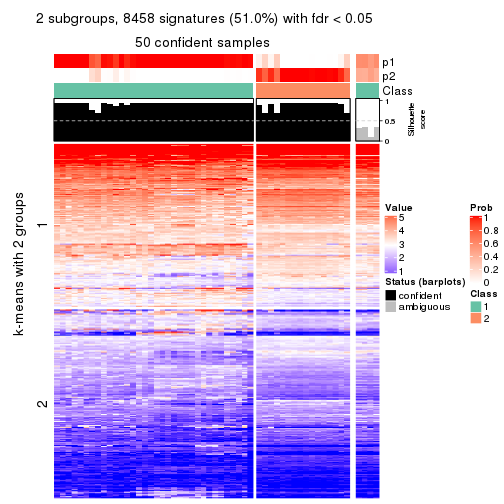 2 subgroups, 8458 signatures (51.0%) with fdr < 0.05
50 confident samples
p1
p2
Class
1
0.5
0
Silhouette
score
k-means with 2 groups
1
2
Value
5
4
3
2
1
Status (barplots)
confident
ambiguous
Prob
1
0.8
0.6
0.4
0.2
0
Class
1
2